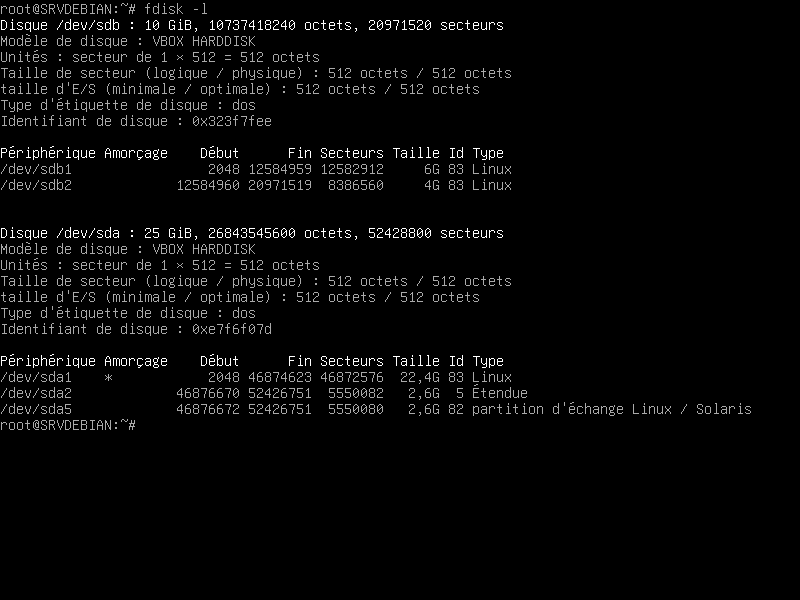 root@SRVDEBIAN:~# fdisk -l
Disque /dev/sdb : 10 GiB, 10737418240 octets, 20971520 secteurs
Modèle de disque : VBOX HARDDISK
Unités : secteur de 1 × 512 = 512 octets
Taille de secteur (logique / physique) : 512 octets / 512 octets
taille d'E/S (minimale / optimale) : 512 octets / 512 octets
Type d'étiquette de disque : dos
Identifiant de disque : 0x323f7fee
Périphérique Amorçage    Début      Fin Secteurs Taille Id Type
/dev/sdb1                 2048 12584959 12582912     6G 83 Linux
/dev/sdb2             12584960 20971519  8386560     4G 83 Linux
Disque /dev/sda : 25 GiB, 26843545600 octets, 52428800 secteurs
Modèle de disque : VBOX HARDDISK
Unités : secteur de 1 × 512 = 512 octets
Taille de secteur (logique / physique) : 512 octets / 512 octets
taille d'E/S (minimale / optimale) : 512 octets / 512 octets
Type d'étiquette de disque : dos
Identifiant de disque : 0xe7f6f07d
Périphérique Amorçage    Début      Fin Secteurs Taille Id Type
/dev/sda1    *            2048 46874623 46872576  22,4G 83 Linux
/dev/sda2             46876670 52426751  5550082   2,6G  5 Étendue
/dev/sda5             46876672 52426751  5550080   2,6G 82 partition d'échange Linux / Solaris
root@SRVDEBIAN:~#